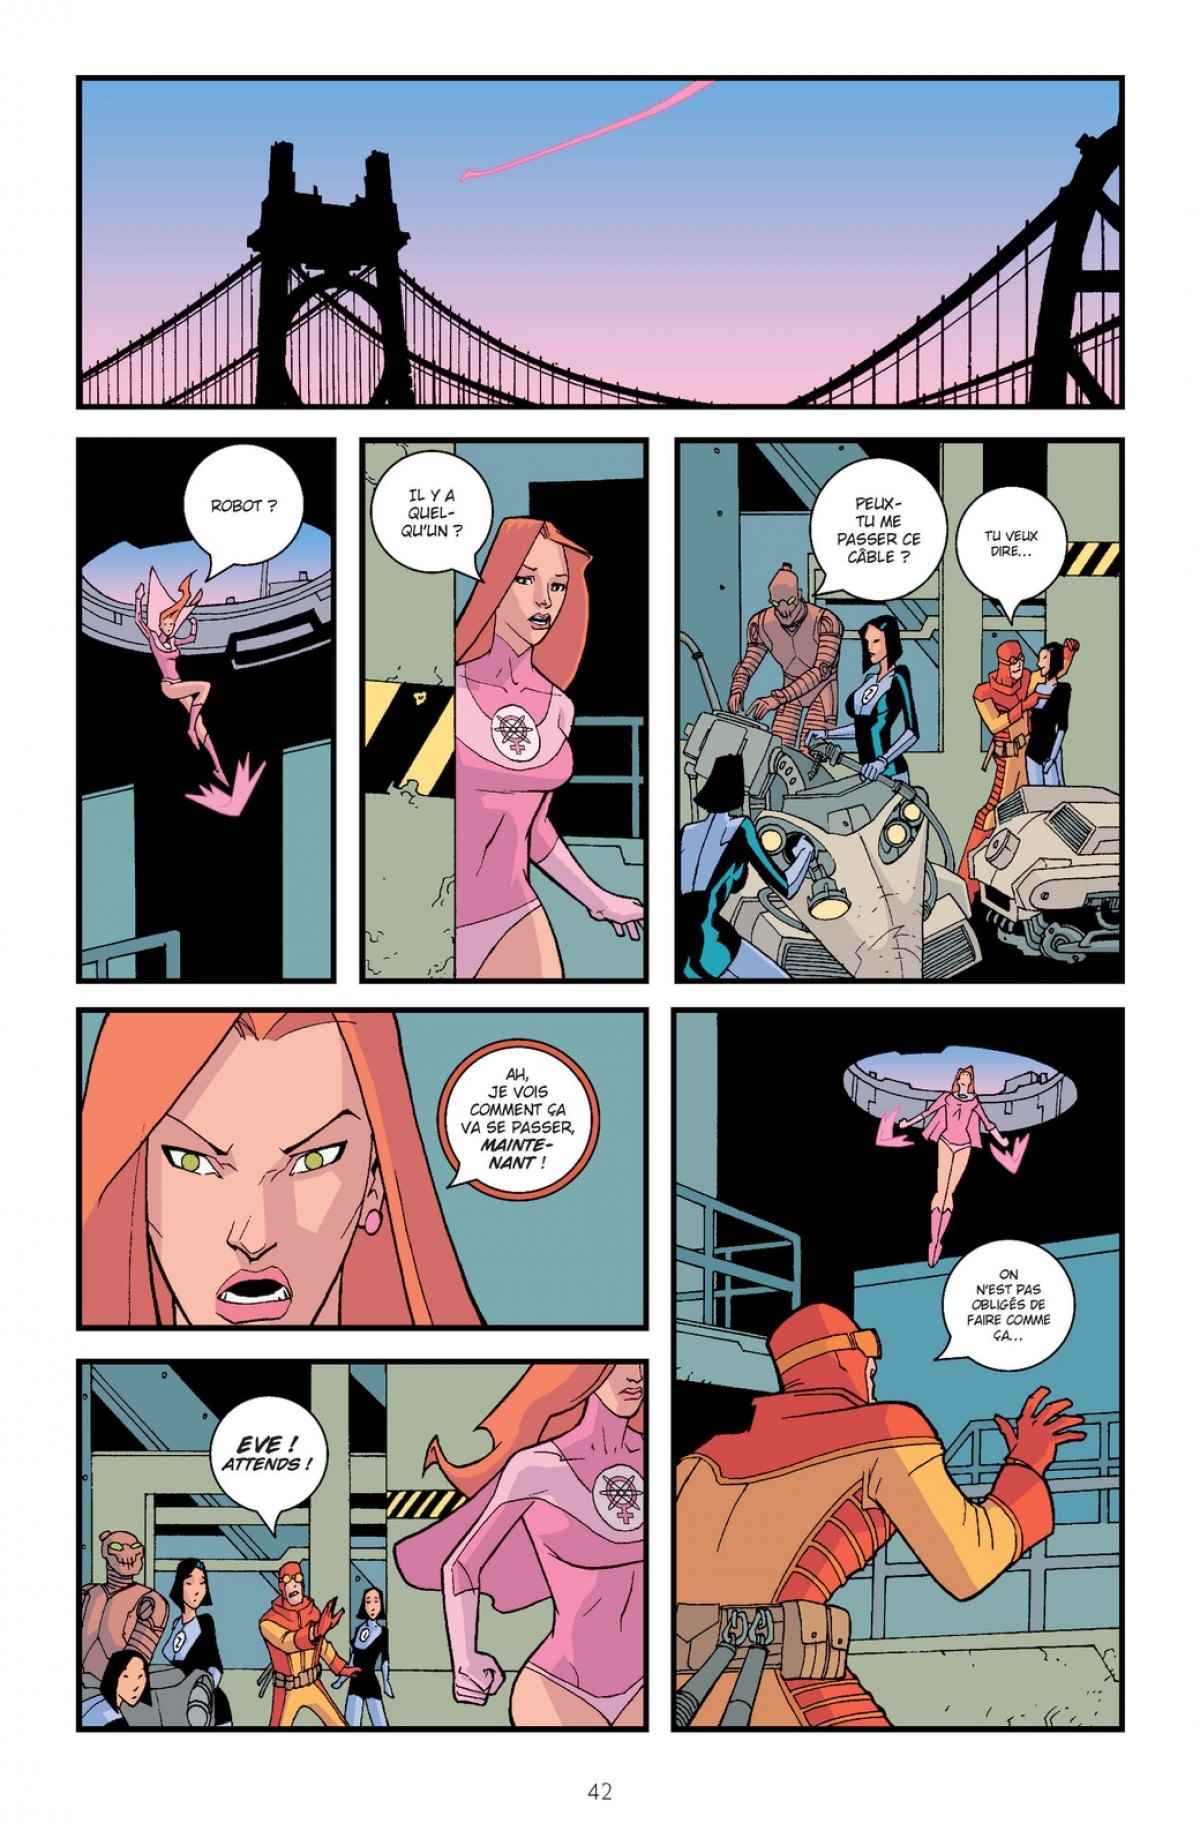 ROBOT ?
IL Y A
QUEL-
QU'UN ?
PEUX-
TU ME
PASSER CE
CÂBLE ?
TU VEUX
DIRE...
AH,
JE VOIS
COMMENT ÇA
VA SE PASSER,
MAINTE-
NANT !
EVE !
ATTENDS !
ON
N'EST PAS
OBLIGÉS DE
FAIRE COMME
ÇA...
42